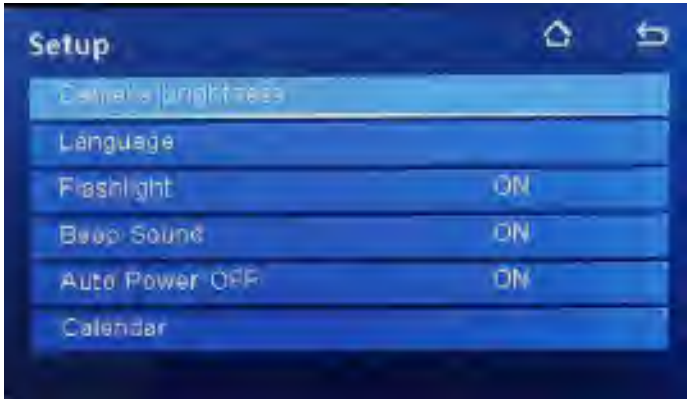 Setup
Camera brightness
Language
Flashlight ON
Beep Sound ON
Auto Power OFF ON
Calendar